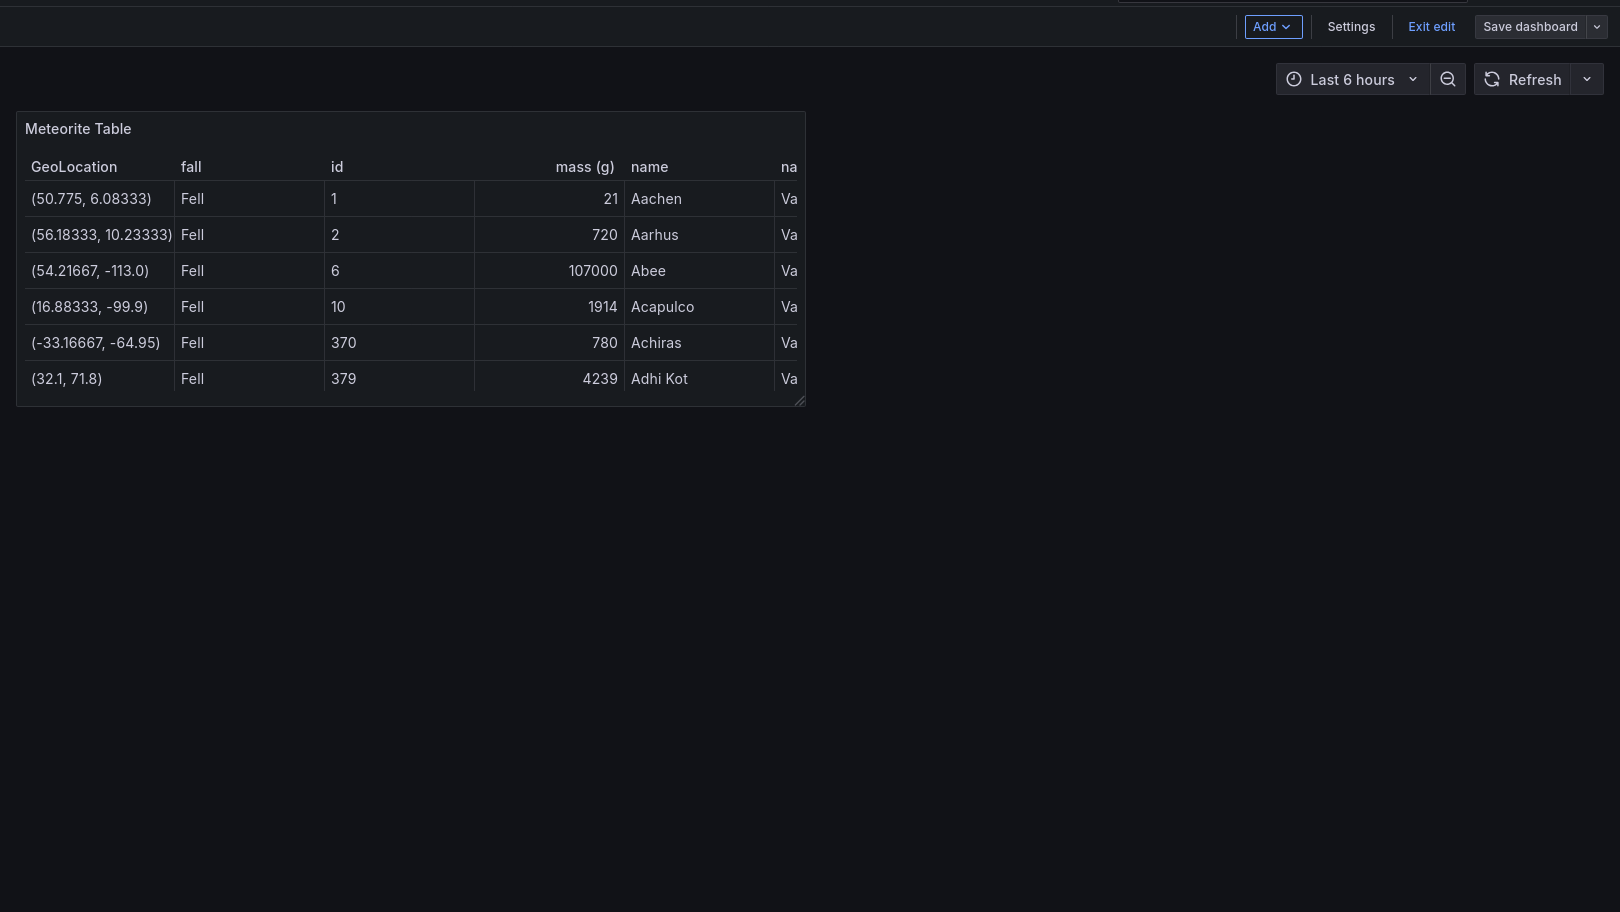 Add Settings Exit edit Save dashboard
Last 6 hours Refresh
Meteorite Table
GeoLocation fall id mass (g) name na
(50.775, 6.08333) Fell 1 21 Aachen Va
(56.18333, 10.23333) Fell 2 720 Aarhus Va
(54.21667, -113.0) Fell 6 107000 Abee Va
(16.88333, -99.9) Fell 10 1914 Acapulco Va
(-33.16667, -64.95) Fell 370 780 Achiras Va
(32.1, 71.8) Fell 379 4239 Adhi Kot Va